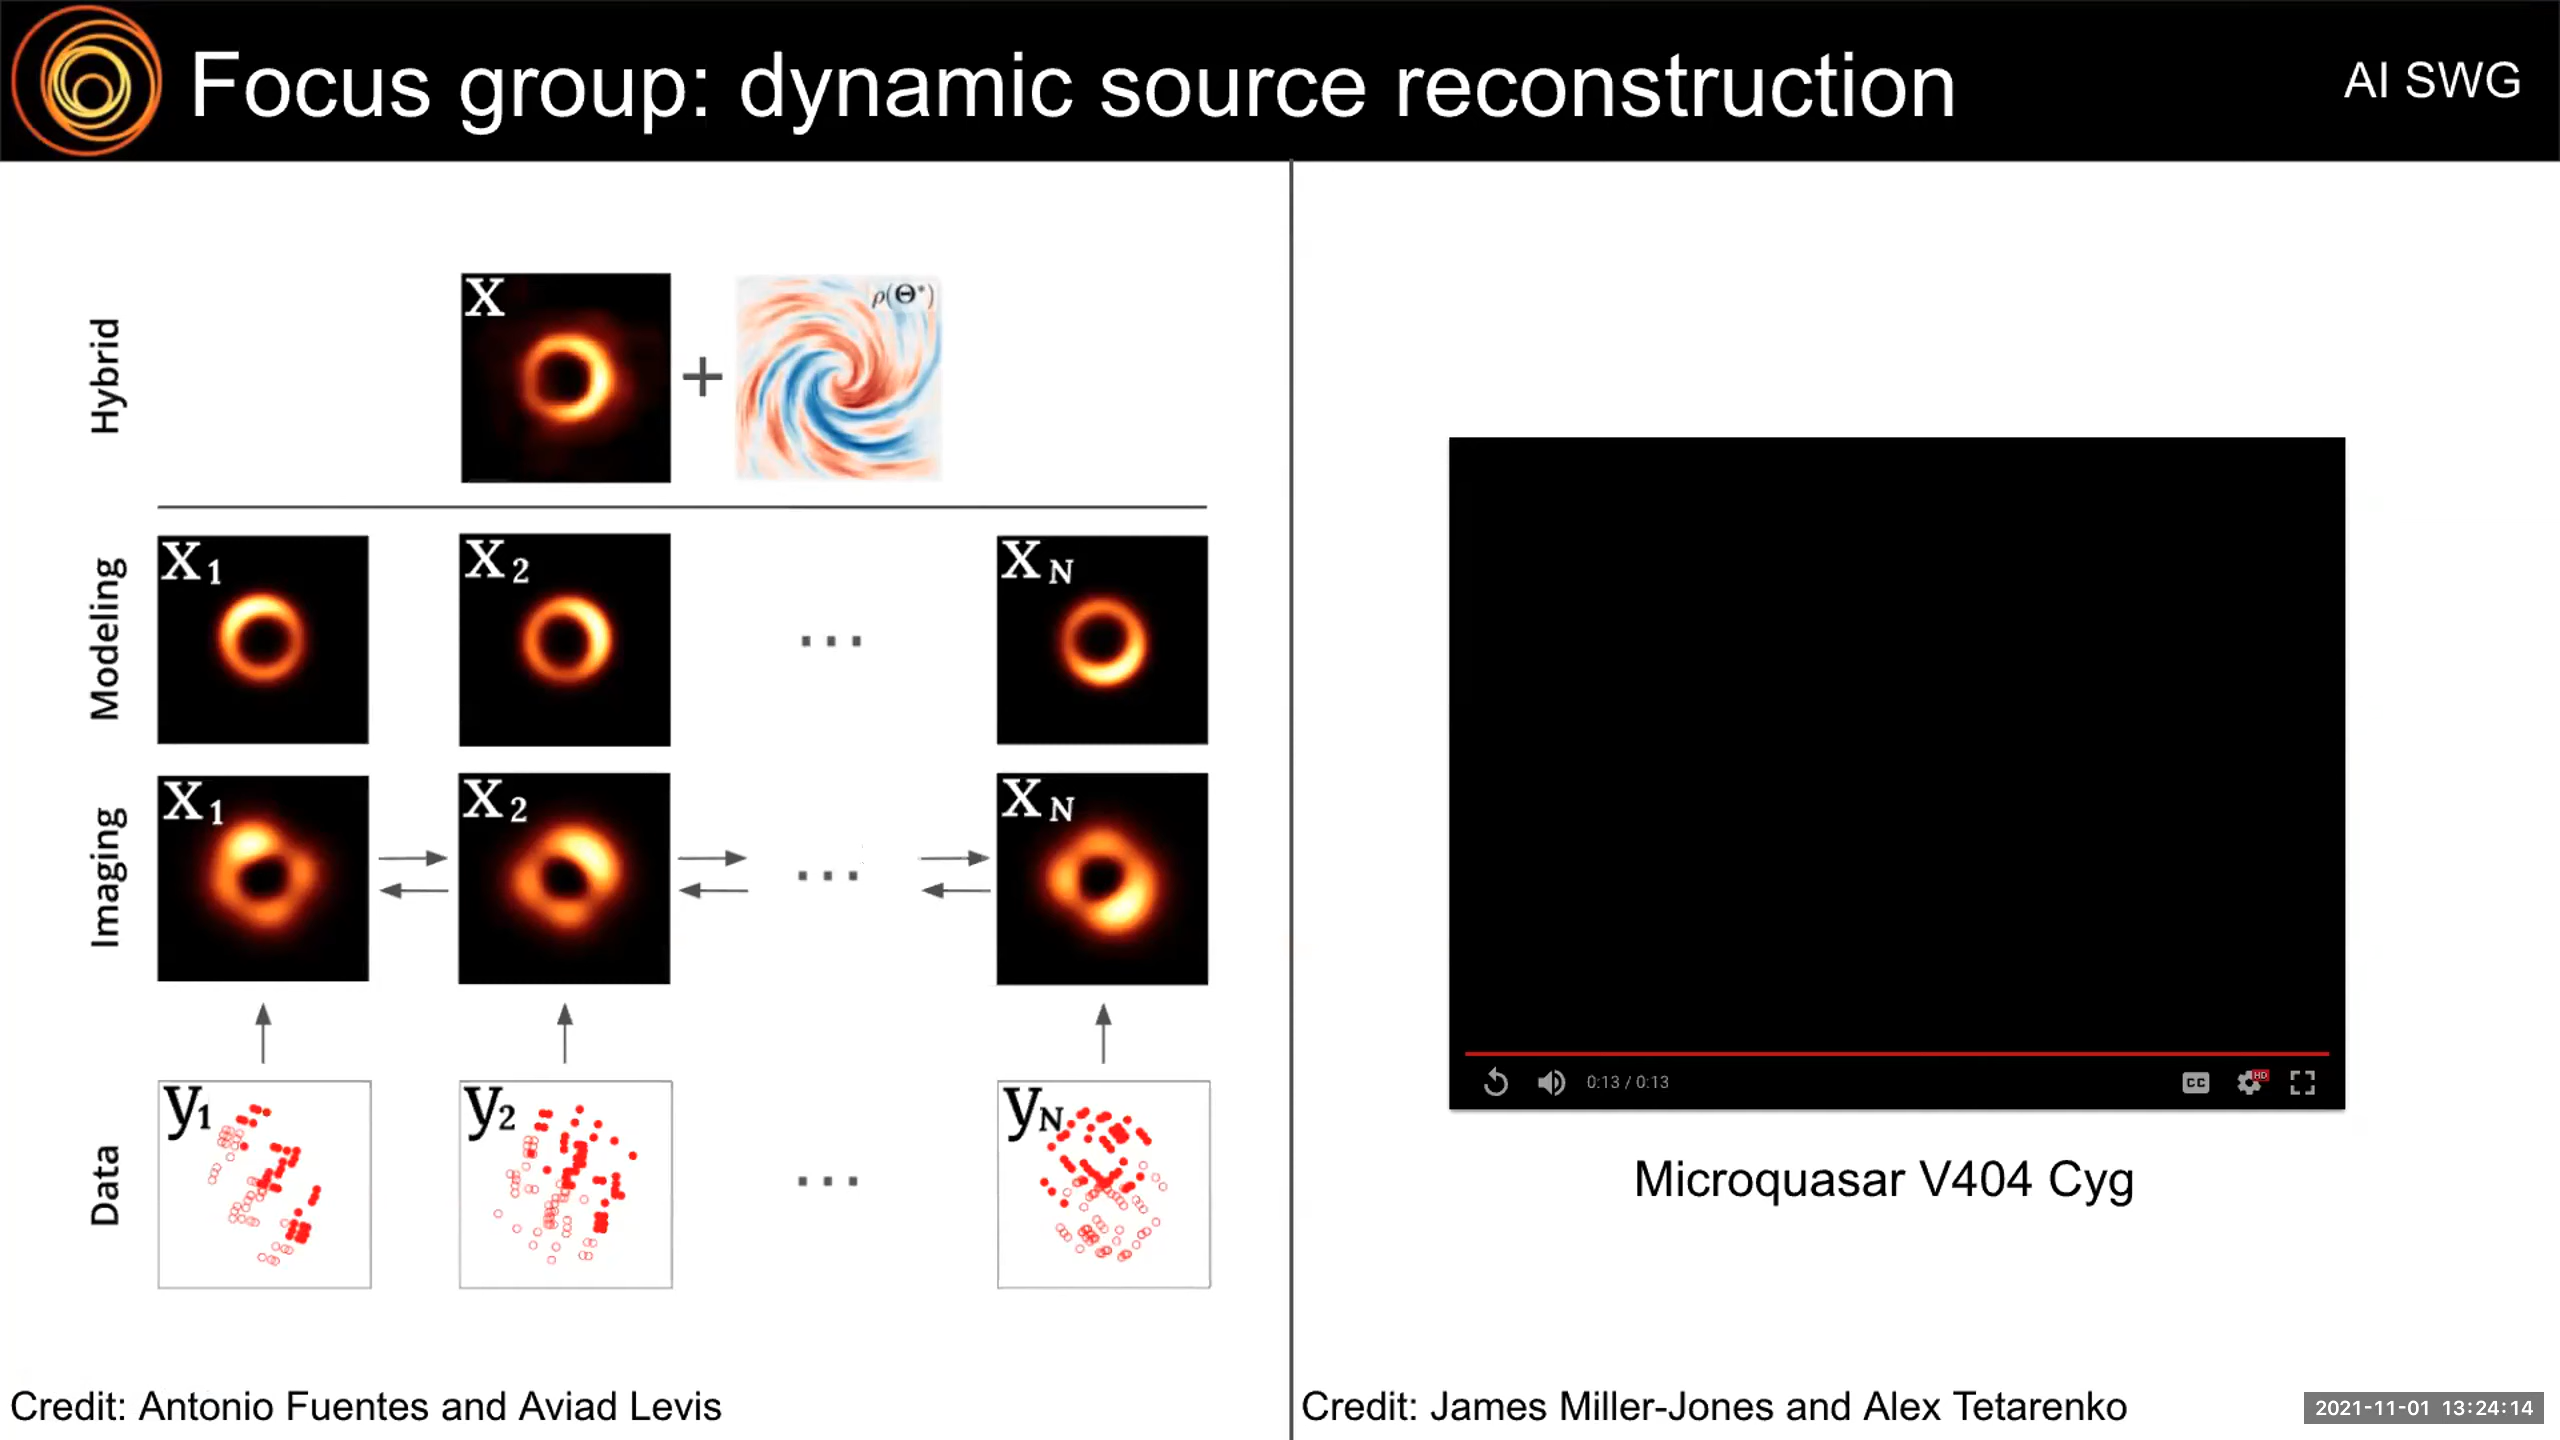 Focus group: dynamic source reconstruction
AI SWG
Hybrid
X
+
ρ(Θ*)
Modeling
X1
X2
...
XN
Imaging
X1
X2
...
XN
Data
y1
y2
...
yN
0:13 / 0:13
CC
HD
Microquasar V404 Cyg
Credit: Antonio Fuentes and Aviad Levis
Credit: James Miller-Jones and Alex Tetarenko
2021-11-01 13:24:14